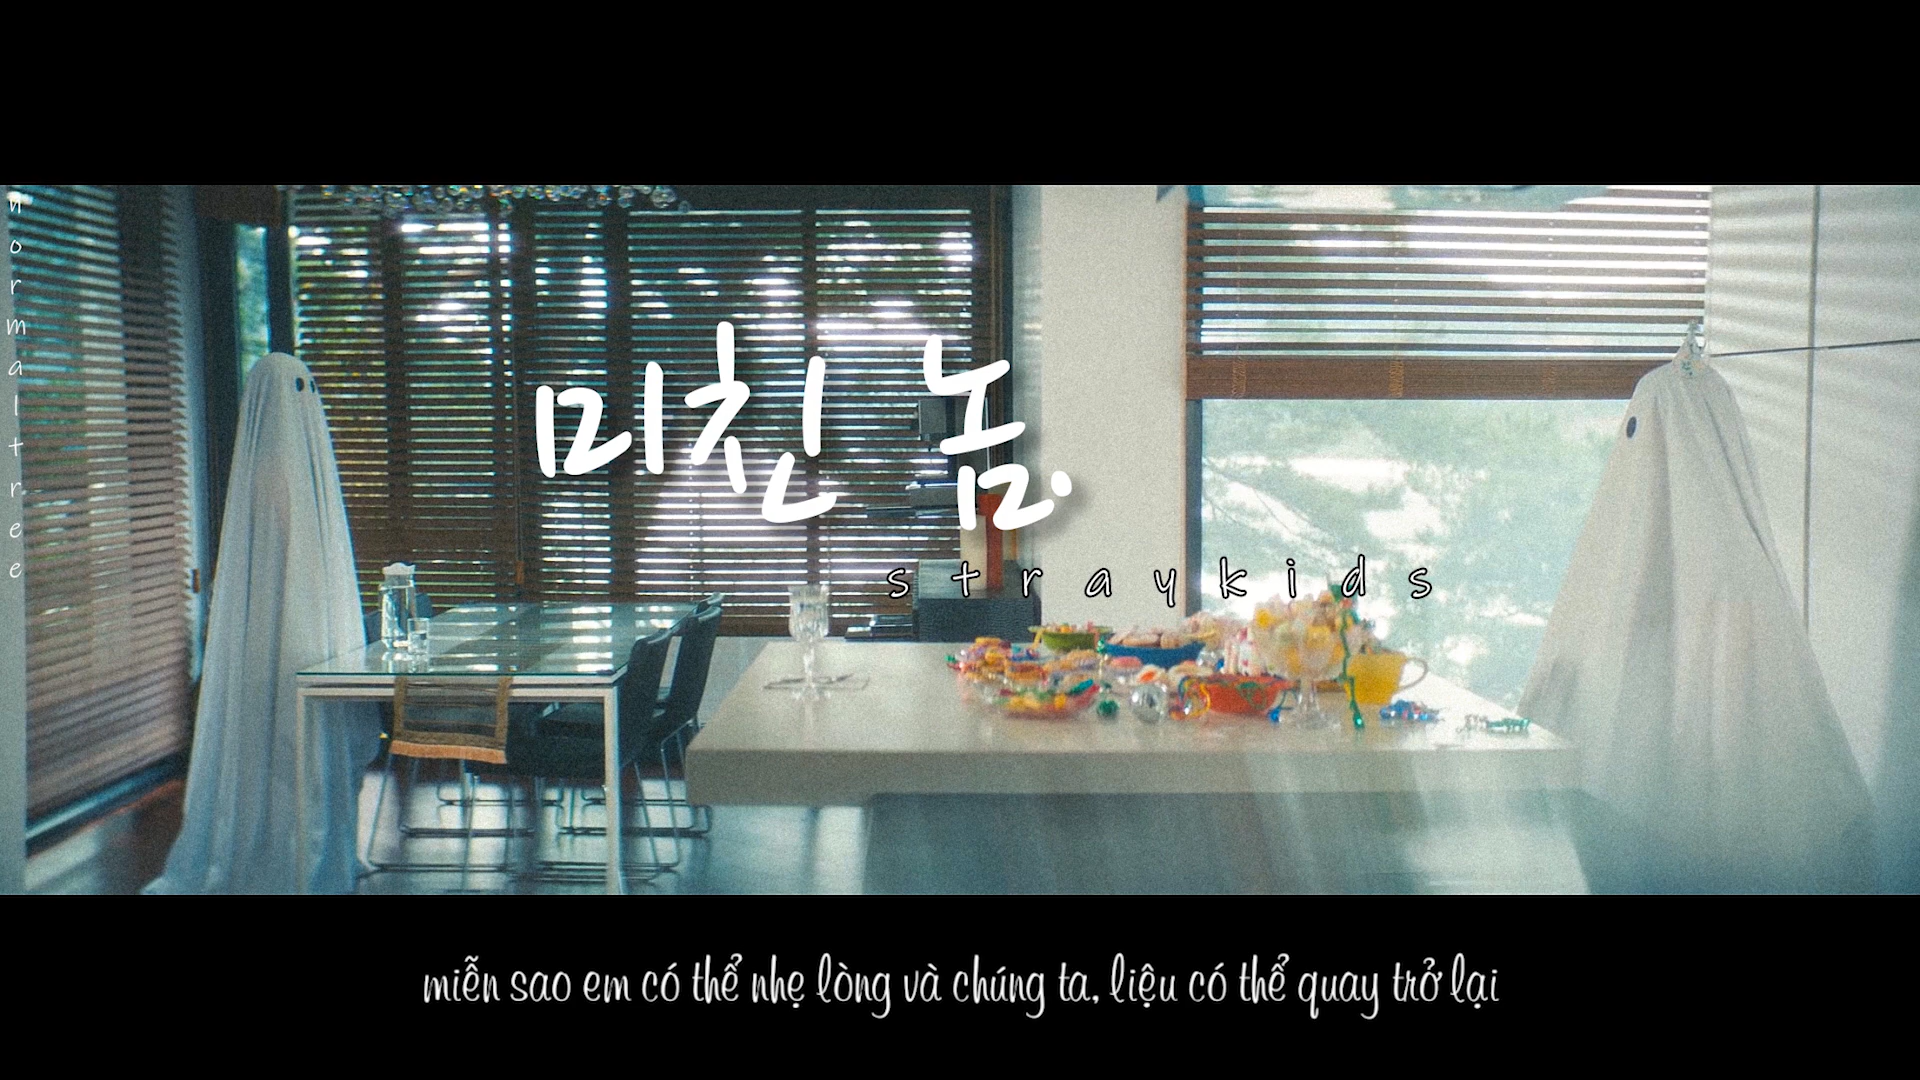 normaltree
미친 놈.
straykids
miễn sao em có thể nhẹ lòng và chúng ta, liệu có thể quay trở lại